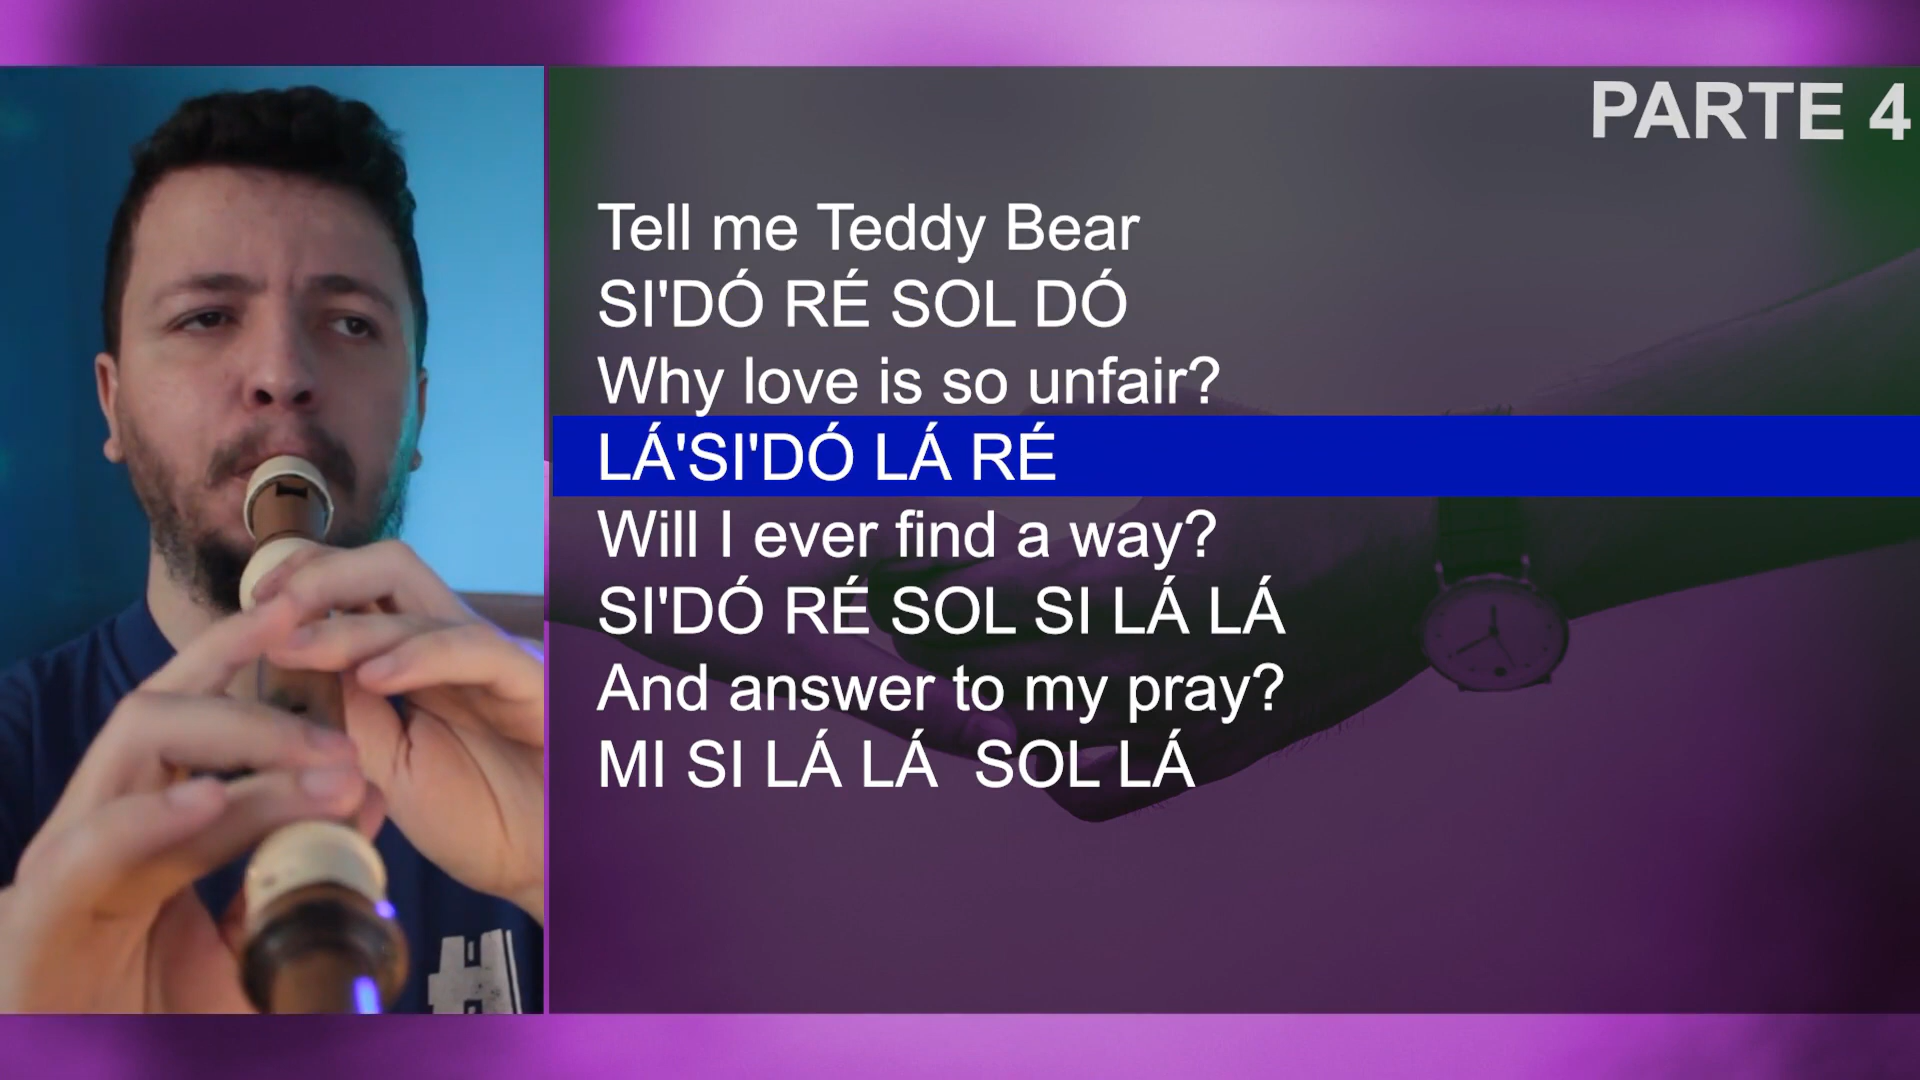 PARTE 4
Tell me Teddy Bear
SI'DÓ RÉ SOL DÓ
Why love is so unfair?
LÁ'SI'DÓ LÁ RÉ
Will I ever find a way?
SI'DÓ RÉ SOL SI LÁ LÁ
And answer to my pray?
MI SI LÁ LÁ  SOL LÁ